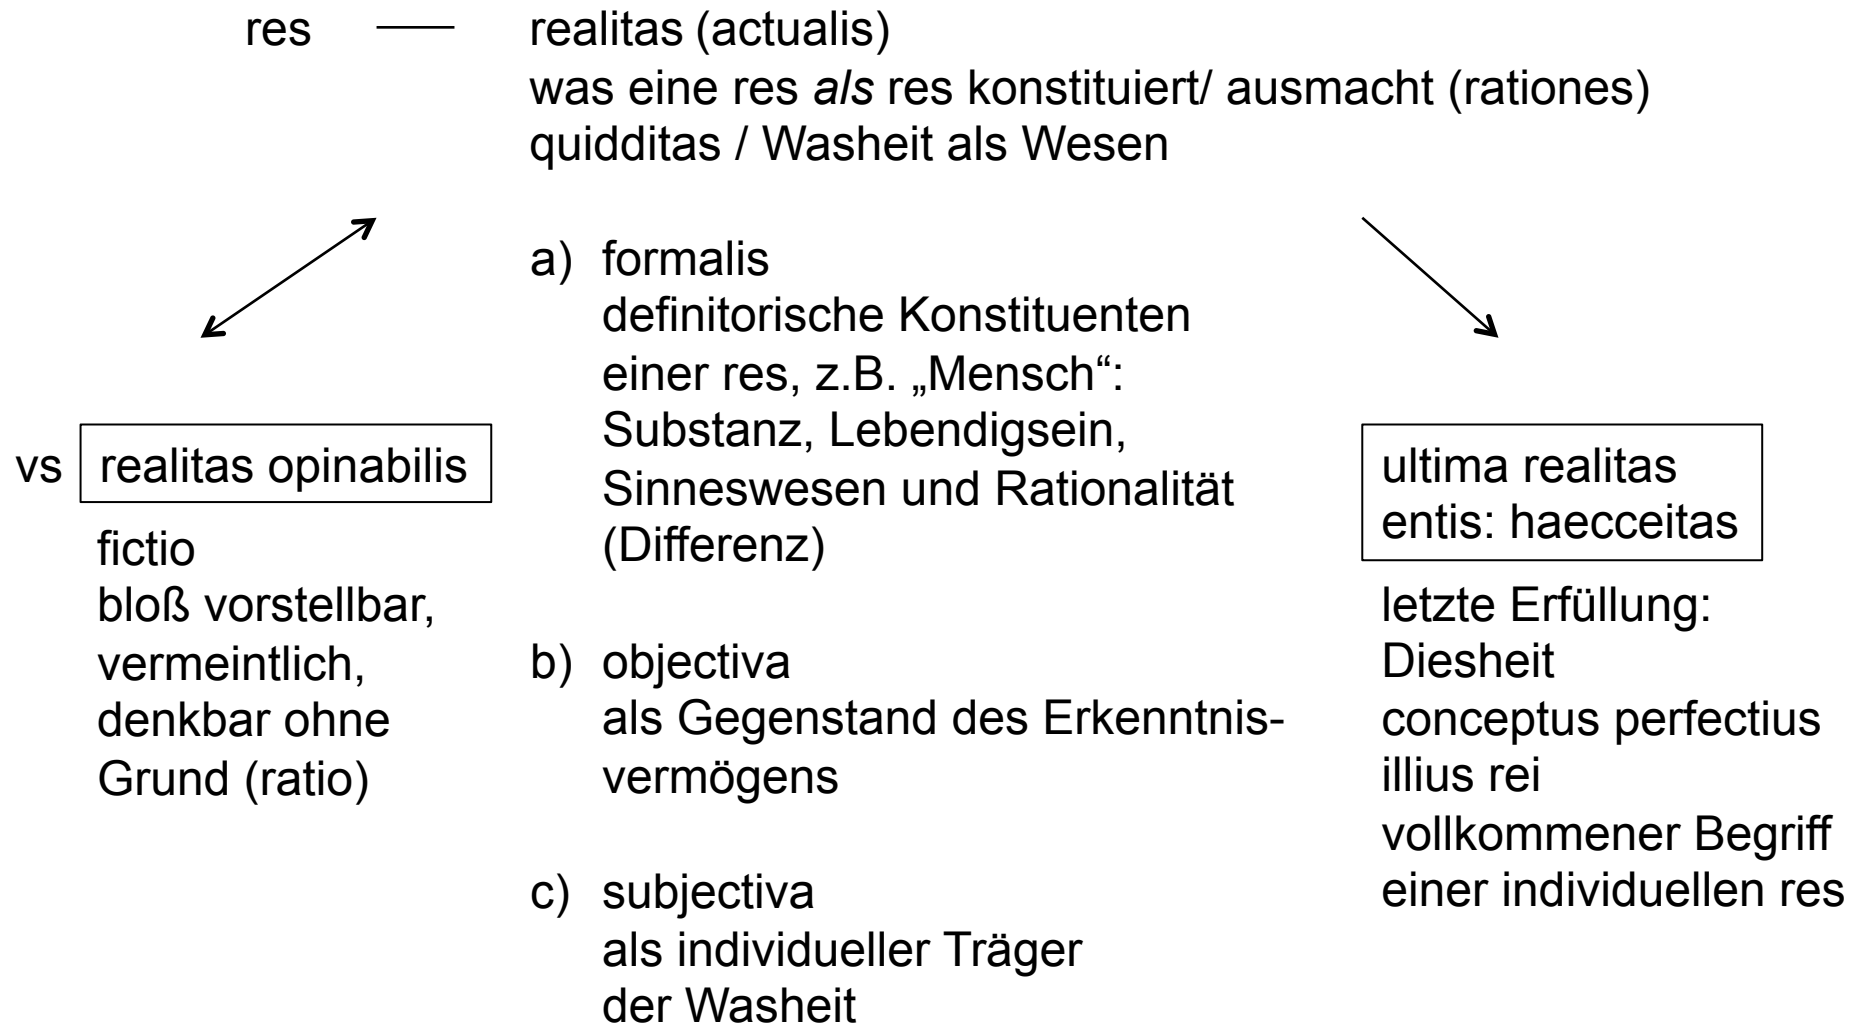 res — realitas (actualis)
was eine res als res konstituiert/ ausmacht (rationes)
quidditas / Washeit als Wesen
a) formalis
definitorische Konstituenten
einer res, z.B. „Mensch“:
Substanz, Lebendigsein,
Sinneswesen und Rationalität
(Differenz)
b) objectiva
als Gegenstand des Erkenntnis-
vermögens
c) subjectiva
als individueller Träger
der Washeit
vs realitas opinabilis
fictio
bloß vorstellbar,
vermeintlich,
denkbar ohne
Grund (ratio)
ultima realitas
entis: haecceitas
letzte Erfüllung:
Diesheit
conceptus perfectius
illius rei
vollkommener Begriff
einer individuellen res